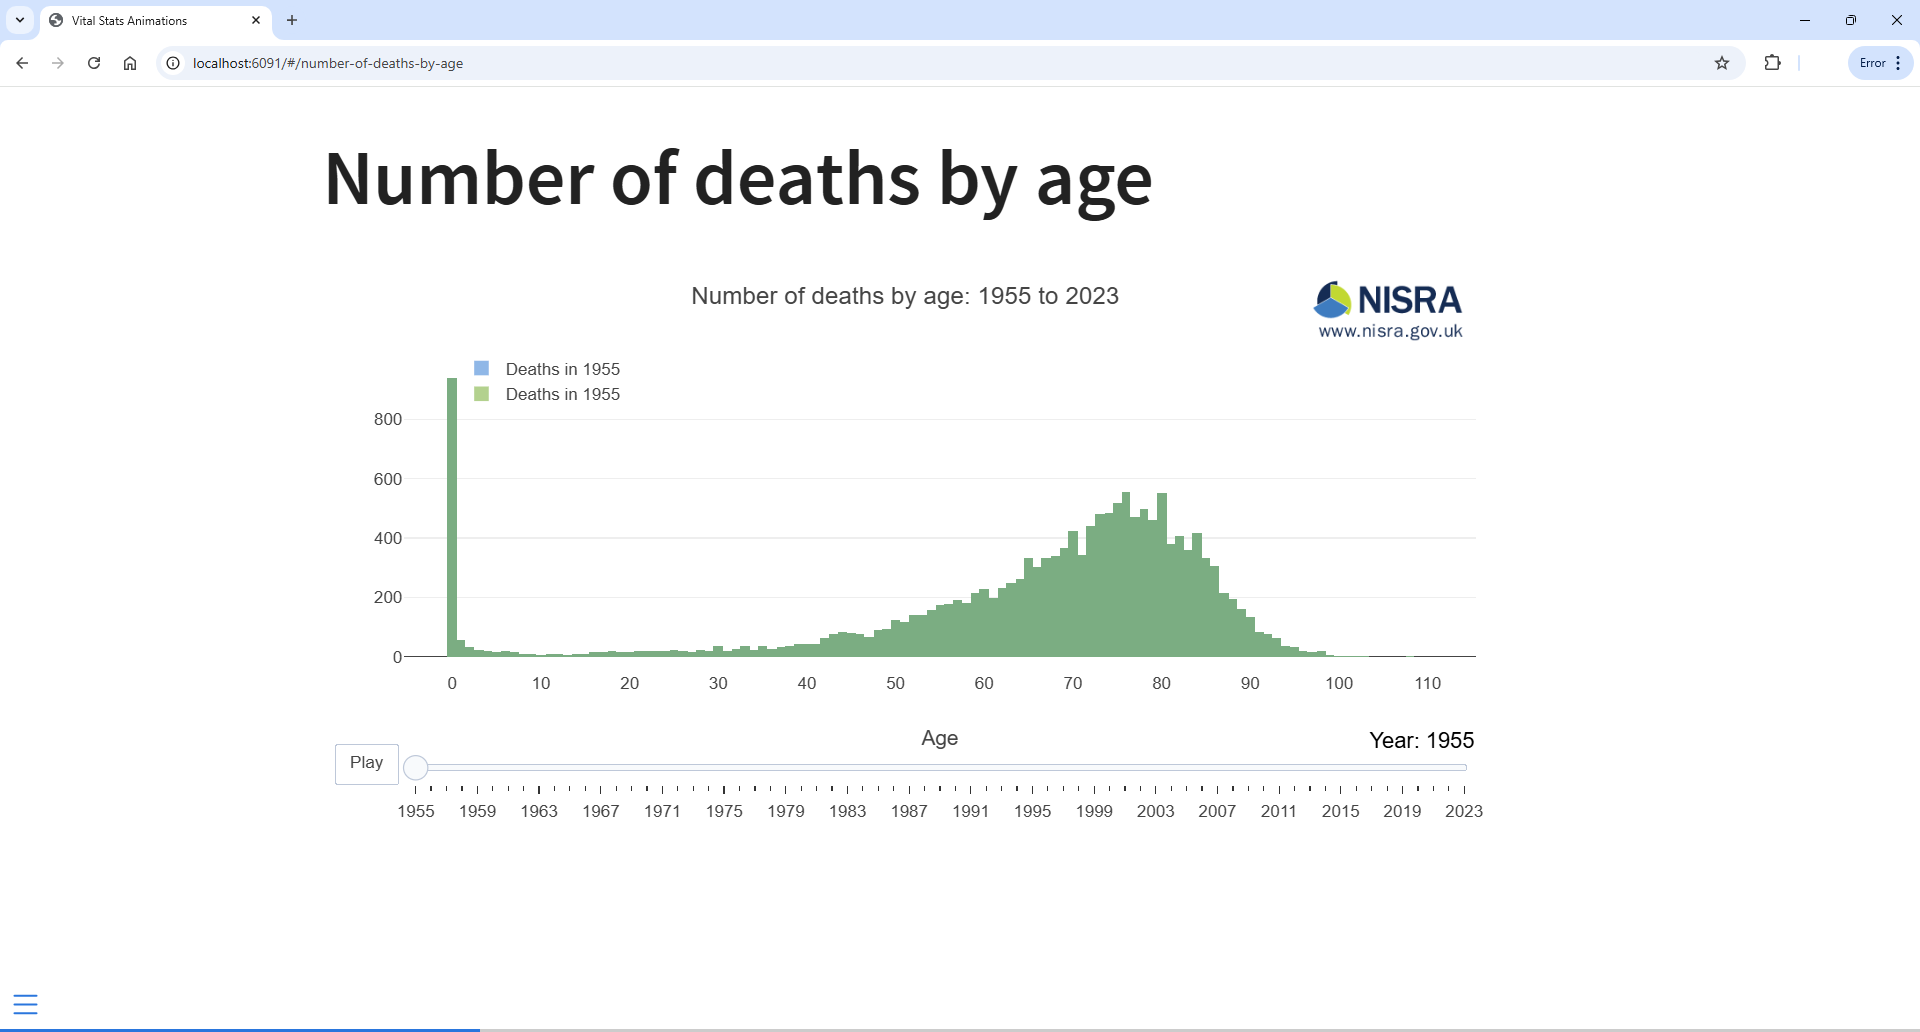 Vital Stats Animations
localhost:6091/#/number-of-deaths-by-age
Error
Number of deaths by age
Number of deaths by age: 1955 to 2023
NISRA
www.nisra.gov.uk
Deaths in 1955
Deaths in 1955
800
600
400
200
0
0 10 20 30 40 50 60 70 80 90 100 110
Age
Year: 1955
Play
1955 1959 1963 1967 1971 1975 1979 1983 1987 1991 1995 1999 2003 2007 2011 2015 2019 2023